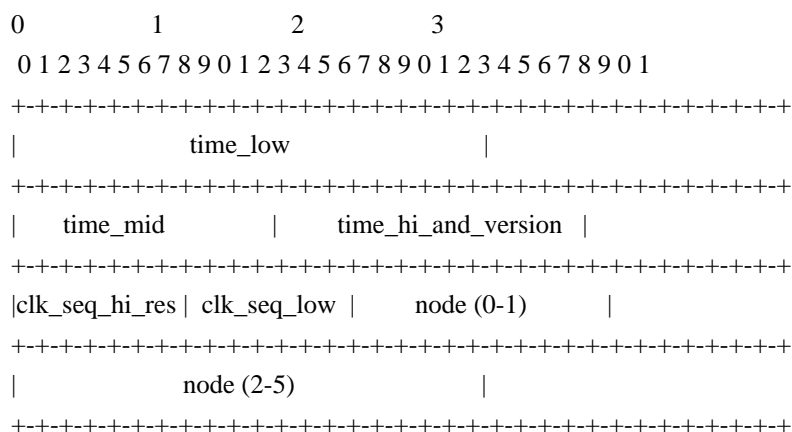 0                   1                   2                   3
 0 1 2 3 4 5 6 7 8 9 0 1 2 3 4 5 6 7 8 9 0 1 2 3 4 5 6 7 8 9 0 1
+-+-+-+-+-+-+-+-+-+-+-+-+-+-+-+-+-+-+-+-+-+-+-+-+-+-+-+-+-+-+-+-+
|                          time_low                             |
+-+-+-+-+-+-+-+-+-+-+-+-+-+-+-+-+-+-+-+-+-+-+-+-+-+-+-+-+-+-+-+-+
|       time_mid                |         time_hi_and_version   |
+-+-+-+-+-+-+-+-+-+-+-+-+-+-+-+-+-+-+-+-+-+-+-+-+-+-+-+-+-+-+-+-+
|clk_seq_hi_res |  clk_seq_low  |         node (0-1)            |
+-+-+-+-+-+-+-+-+-+-+-+-+-+-+-+-+-+-+-+-+-+-+-+-+-+-+-+-+-+-+-+-+
|                         node (2-5)                            |
+-+-+-+-+-+-+-+-+-+-+-+-+-+-+-+-+-+-+-+-+-+-+-+-+-+-+-+-+-+-+-+-+